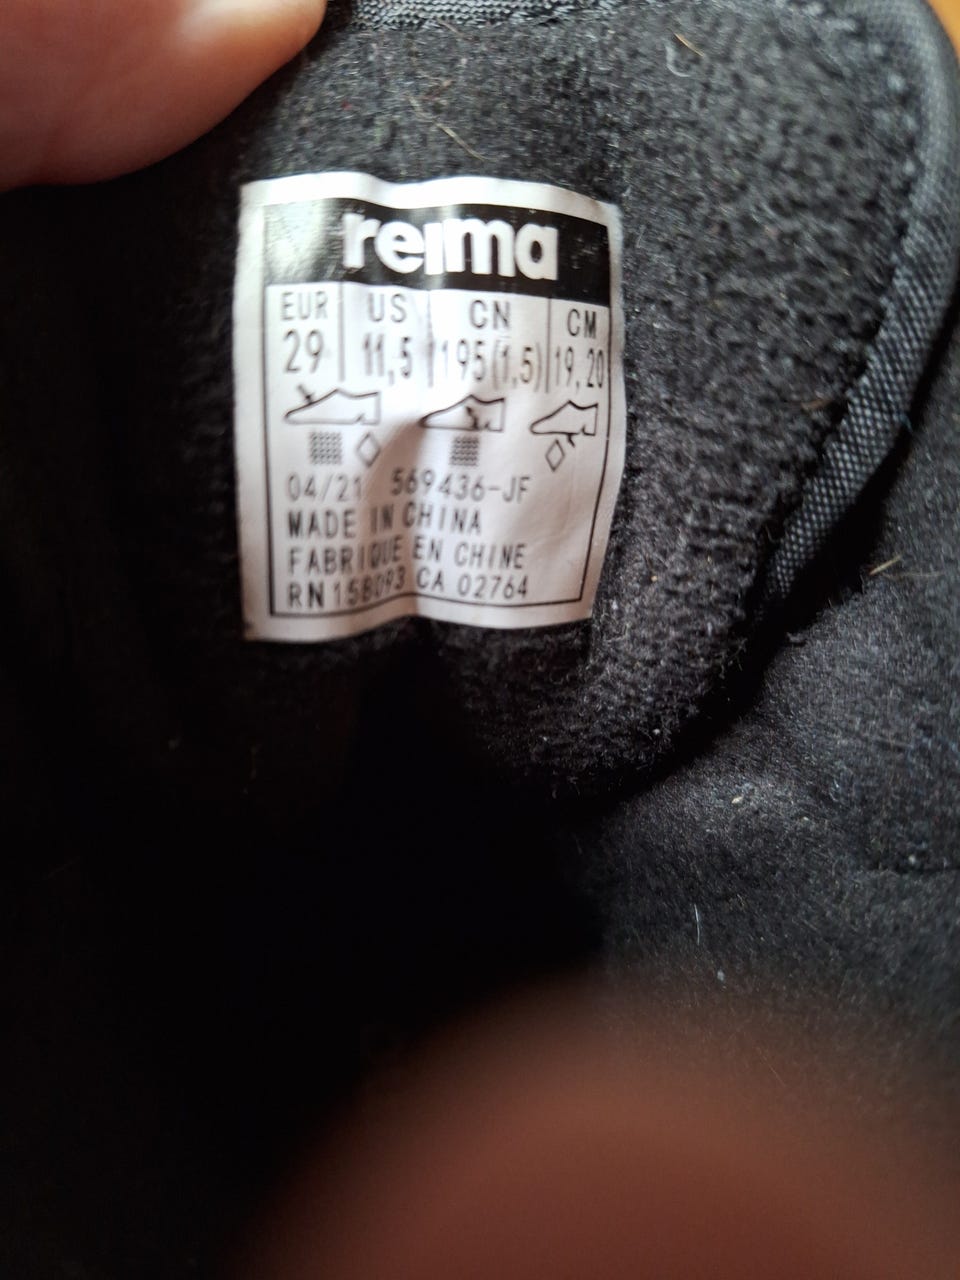 reima
EUR US CN CM
29 11,5 195(1,5) 19,20
04/21 569436-JF
MADE IN CHINA
FABRIQUE EN CHINE
RN 158093 CA 02764